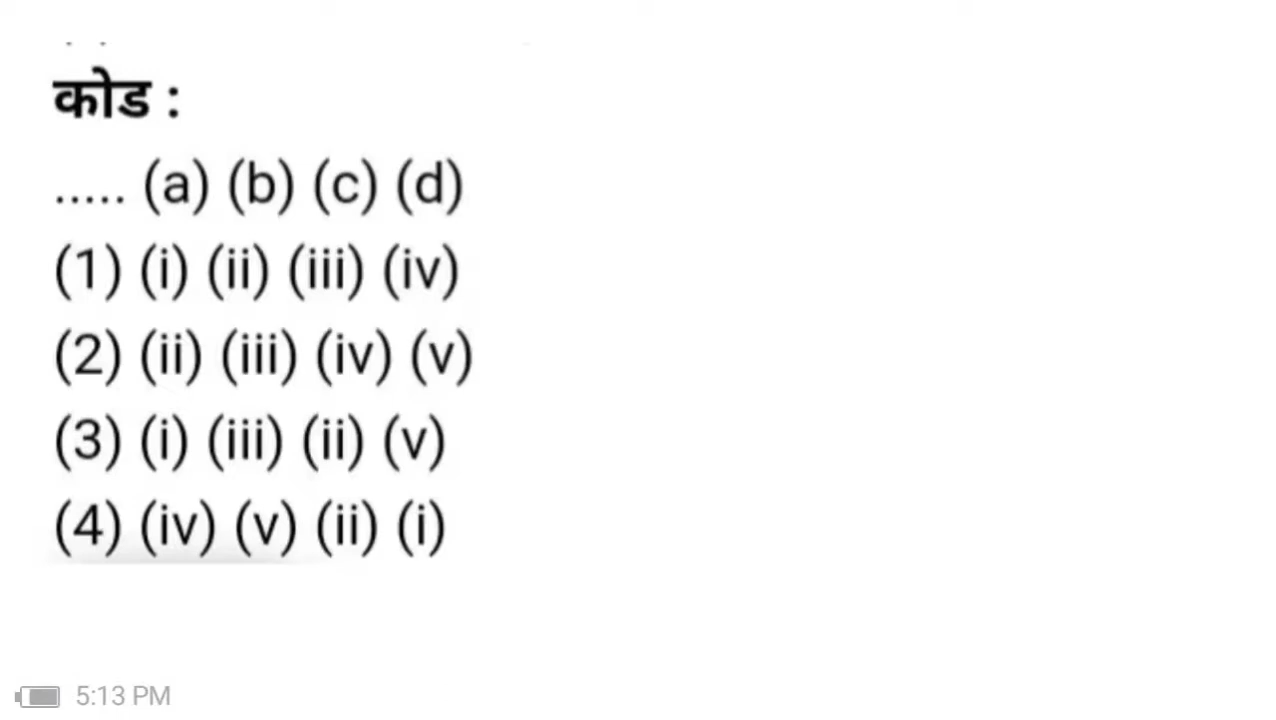 कोड :
..... (a) (b) (c) (d)
(1) (i) (ii) (iii) (iv)
(2) (ii) (iii) (iv) (v)
(3) (i) (iii) (ii) (v)
(4) (iv) (v) (ii) (i)
5:13 PM